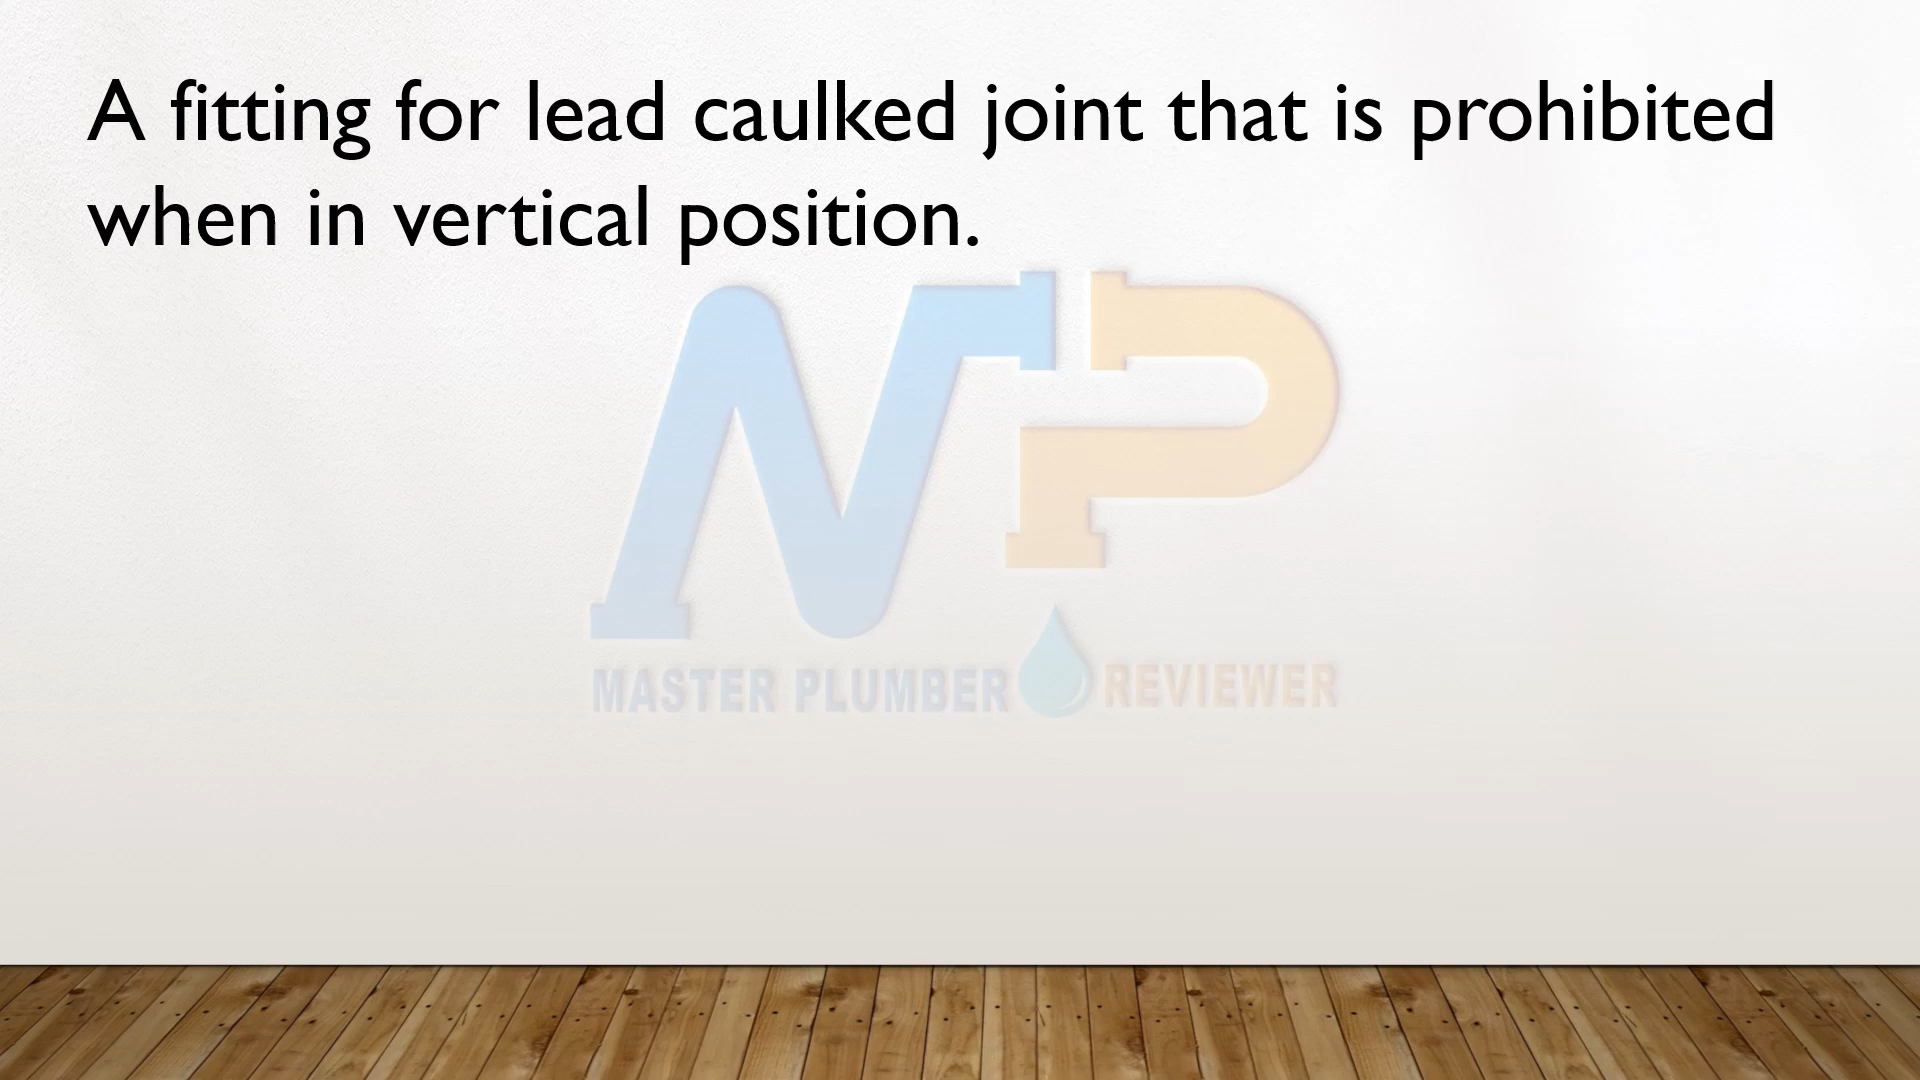 A fitting for lead caulked joint that is prohibited
when in vertical position.
MASTER PLUMBER REVIEWER